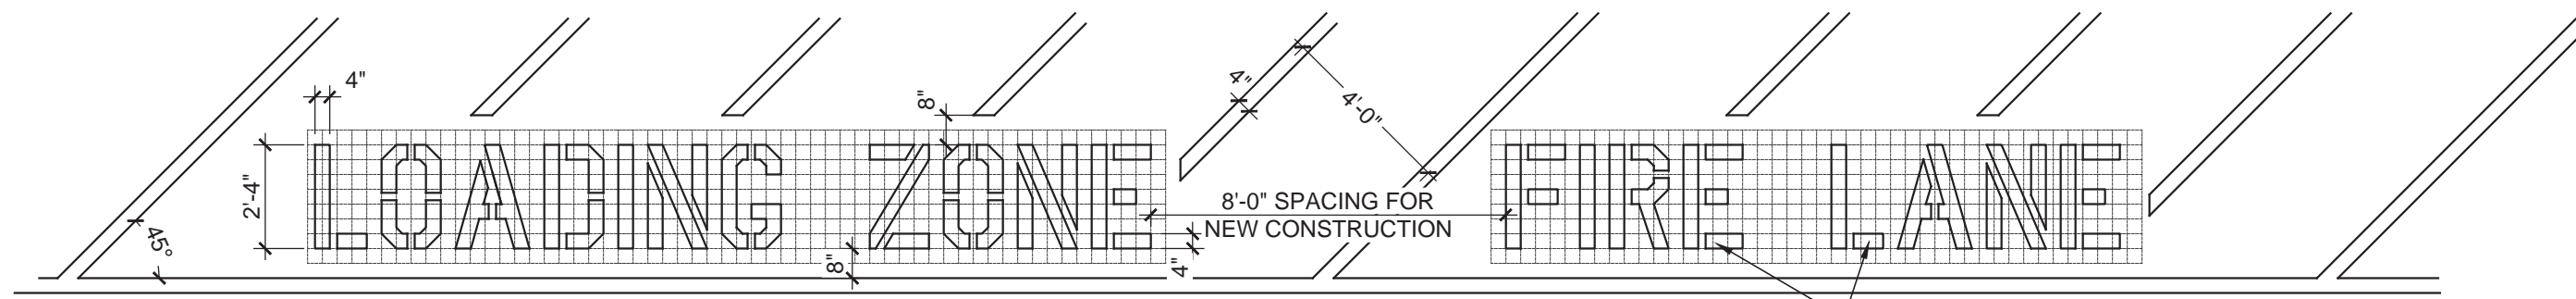 4"
8"
4"
4'-0"
2'-4"
LOADING ZONE
FIRE LANE
8'-0" SPACING FOR
NEW CONSTRUCTION
45°
8"
4"